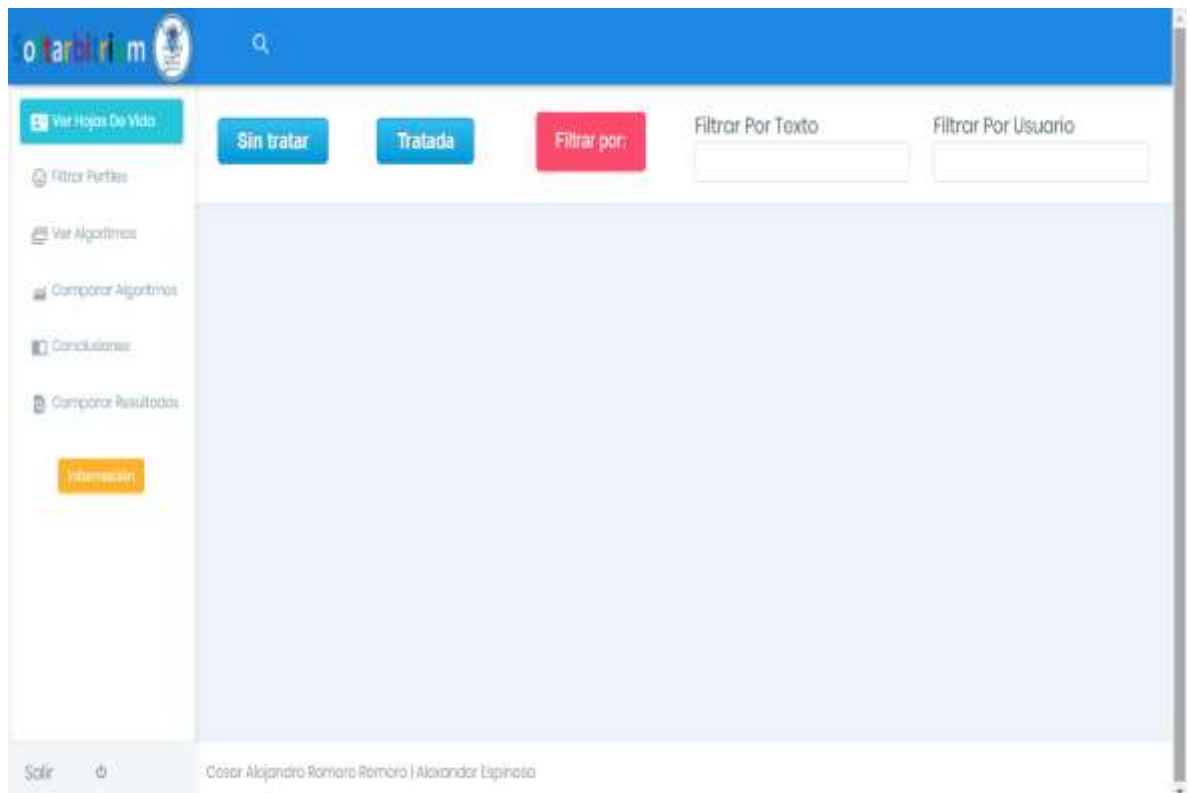 Softarbitrium
Ver Hojas De Vida
Sin tratar
Tratada
Filtrar por:
Filtrar Por Texto
Filtrar Por Usuario
Filtrar Perfiles
Ver Algoritmos
Comparar Algoritmos
Conclusiones
Comparar Resultados
Información
Salir
Cesar Alejandro Romero Romero | Alexander Espinosa